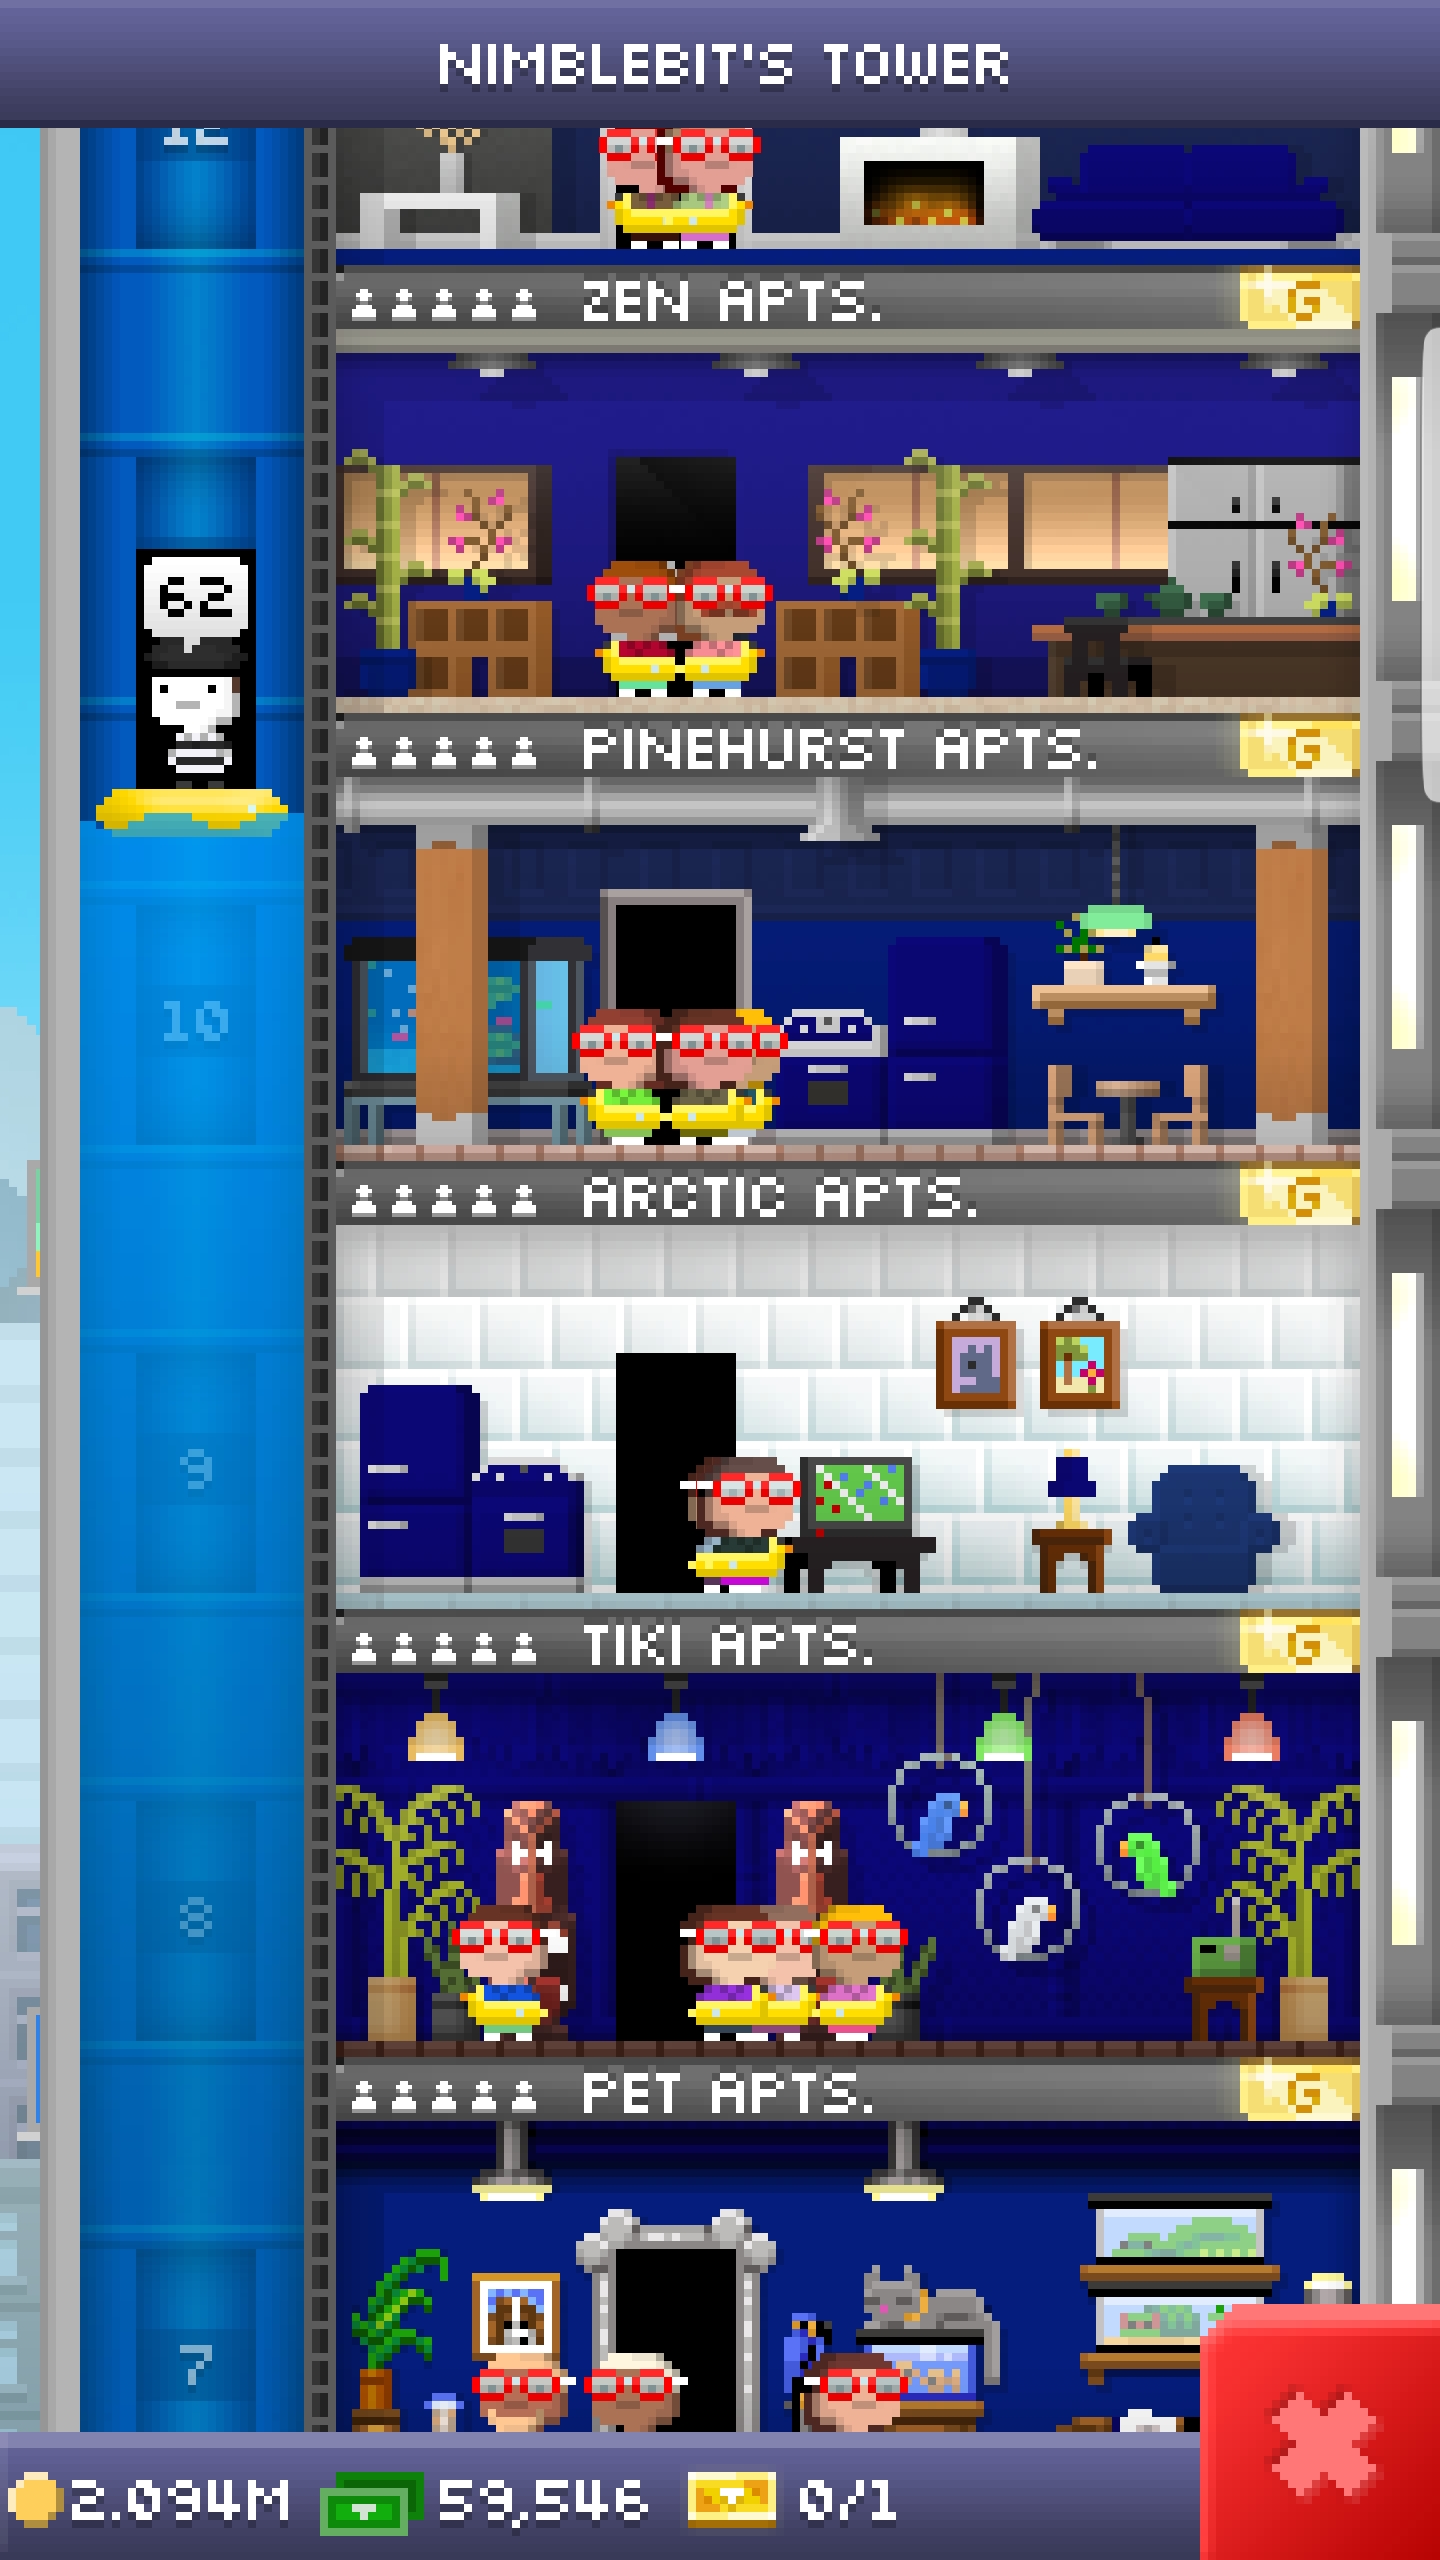 NIMBLEBIT'S TOWER
12
ZEN APTS. G
62
PINEHURST APTS. G
10
ARCTIC APTS. G
9
TIKI APTS. G
8
PET APTS. G
7
2.094M 59,546 0/1